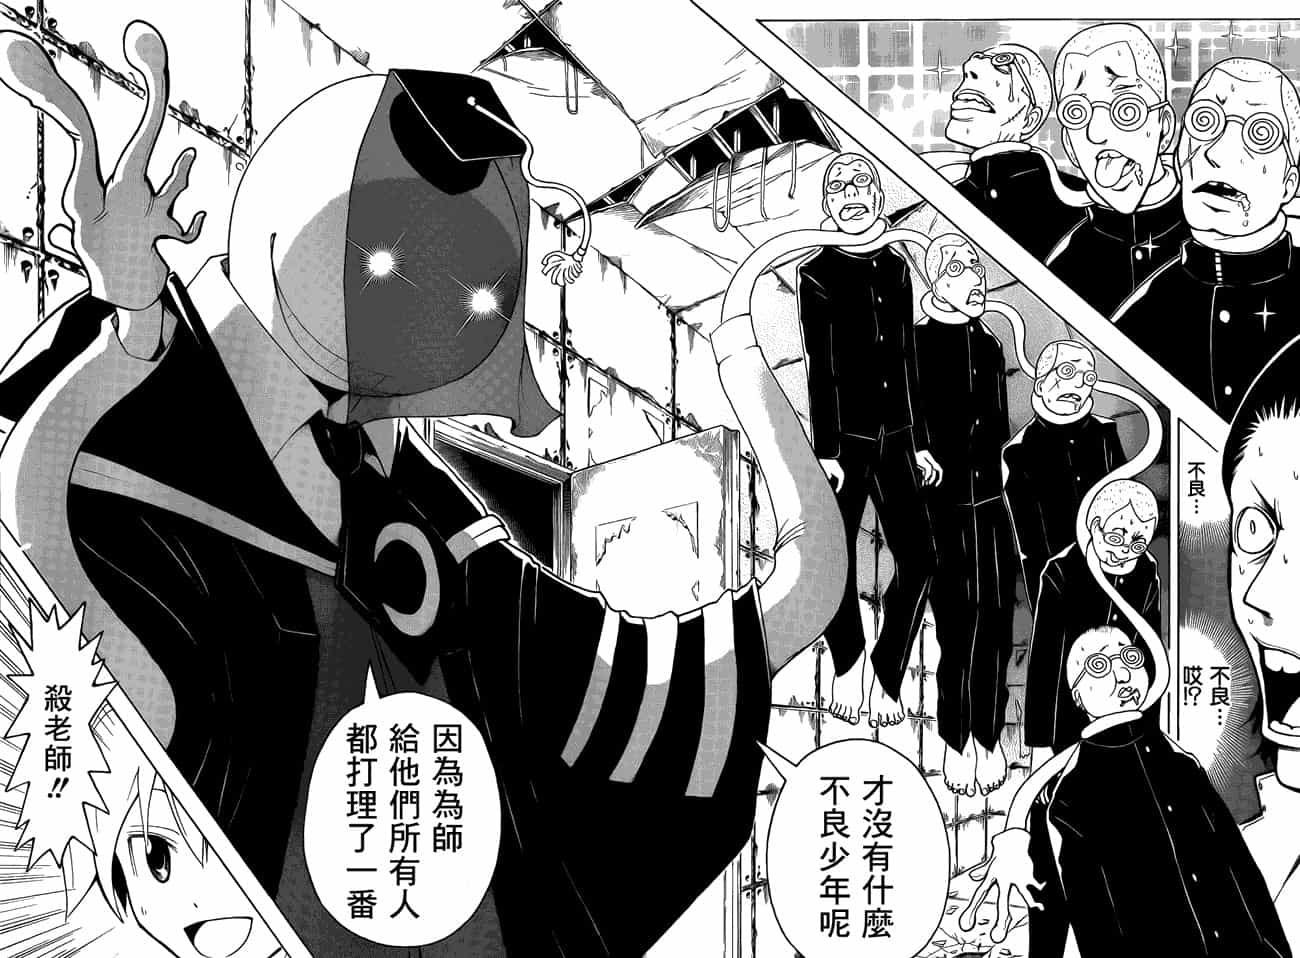 不良…
不良…
哎!?
才沒有什麼
不良少年呢
因為為師
給他們所有人
都打理了一番
殺老師!!